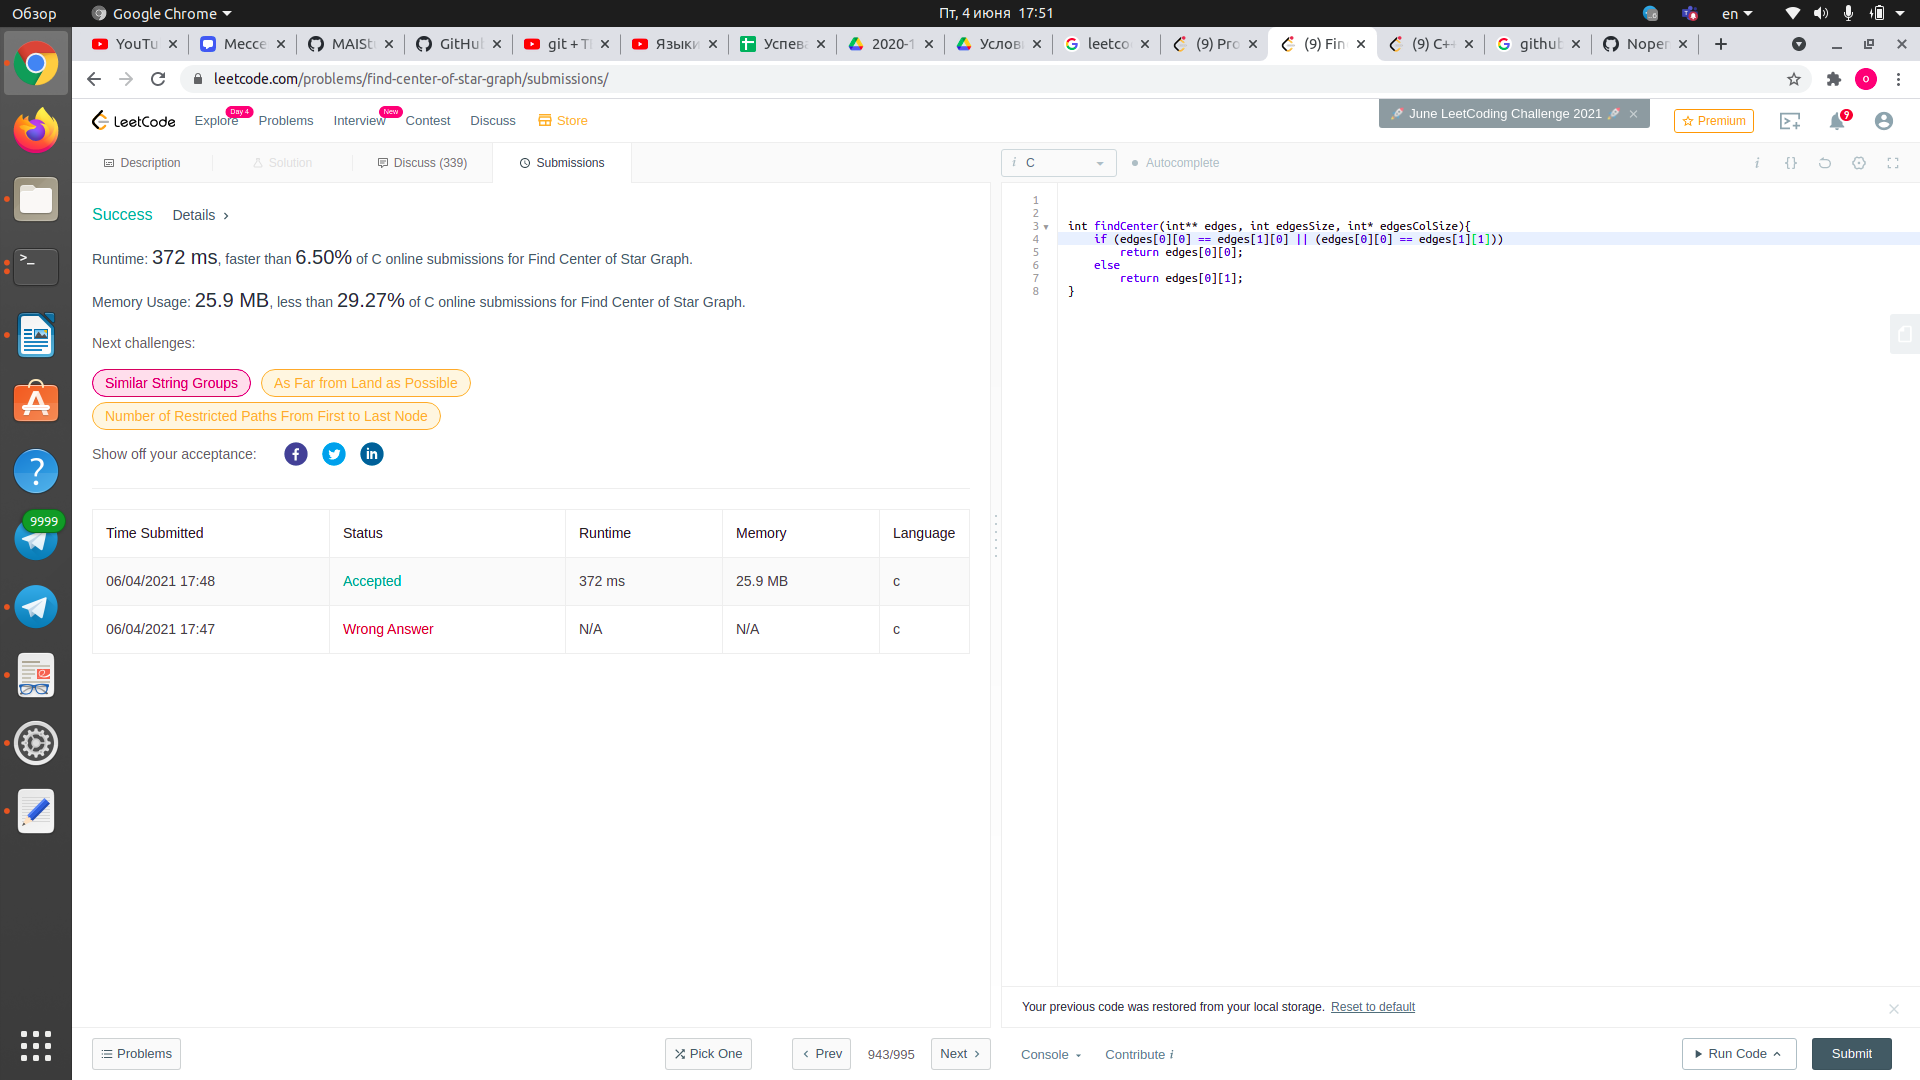 Обзор
Google Chrome
Пт, 4 июня 17:51
en
YouTu
Мессе
MAISt
GitHub
git + Tl
Языки
Успева
2020-1
Услови
leetco
(9) Pro
(9) Fin
(9) C++
github
Noper
leetcode.com/problems/find-center-of-star-graph/submissions/
LeetCode
Explore
Day 4
Problems
Interview
New
Contest
Discuss
Store
June LeetCoding Challenge 2021
Premium
9
Description
Solution
Discuss (339)
Submissions
i C
Autocomplete
Success
Details
Runtime: 372 ms, faster than 6.50% of C online submissions for Find Center of Star Graph.
Memory Usage: 25.9 MB, less than 29.27% of C online submissions for Find Center of Star Graph.
Next challenges:
Similar String Groups
As Far from Land as Possible
Number of Restricted Paths From First to Last Node
Show off your acceptance:
Time Submitted Status Runtime Memory Language
06/04/2021 17:48 Accepted 372 ms 25.9 MB c
06/04/2021 17:47 Wrong Answer N/A N/A c
1
2
3 int findCenter(int** edges, int edgesSize, int* edgesColSize){
4 if (edges[0][0] == edges[1][0] || (edges[0][0] == edges[1][1]))
5 return edges[0][0];
6 else
7 return edges[0][1];
8 }
9999
Your previous code was restored from your local storage. Reset to default
Problems
Pick One
Prev
943/995
Next
Console
Contribute i
Run Code
Submit